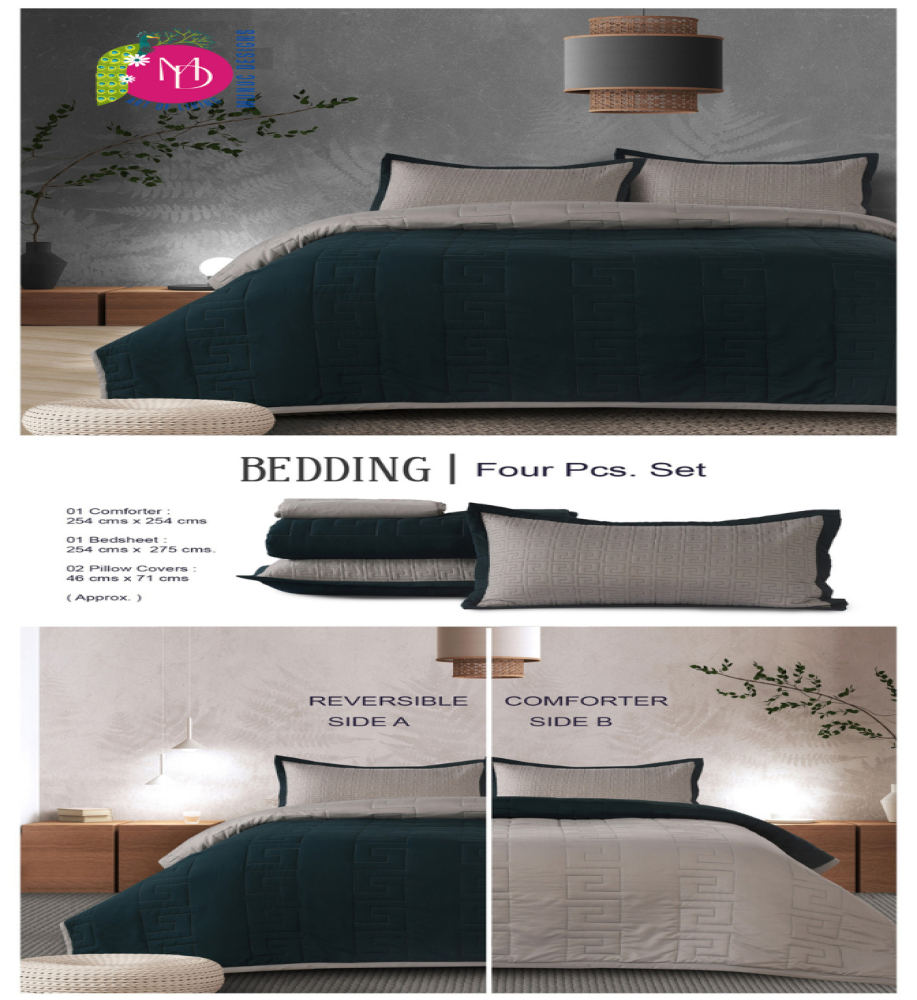 MAD
BEDDING | Four Pcs. Set
01 Comforter :
254 cms x 254 cms
01 Bedsheet :
254 cms x 275 cms.
02 Pillow Covers :
46 cms x 71 cms
( Approx. )
REVERSIBLE
SIDE A
COMFORTER
SIDE B